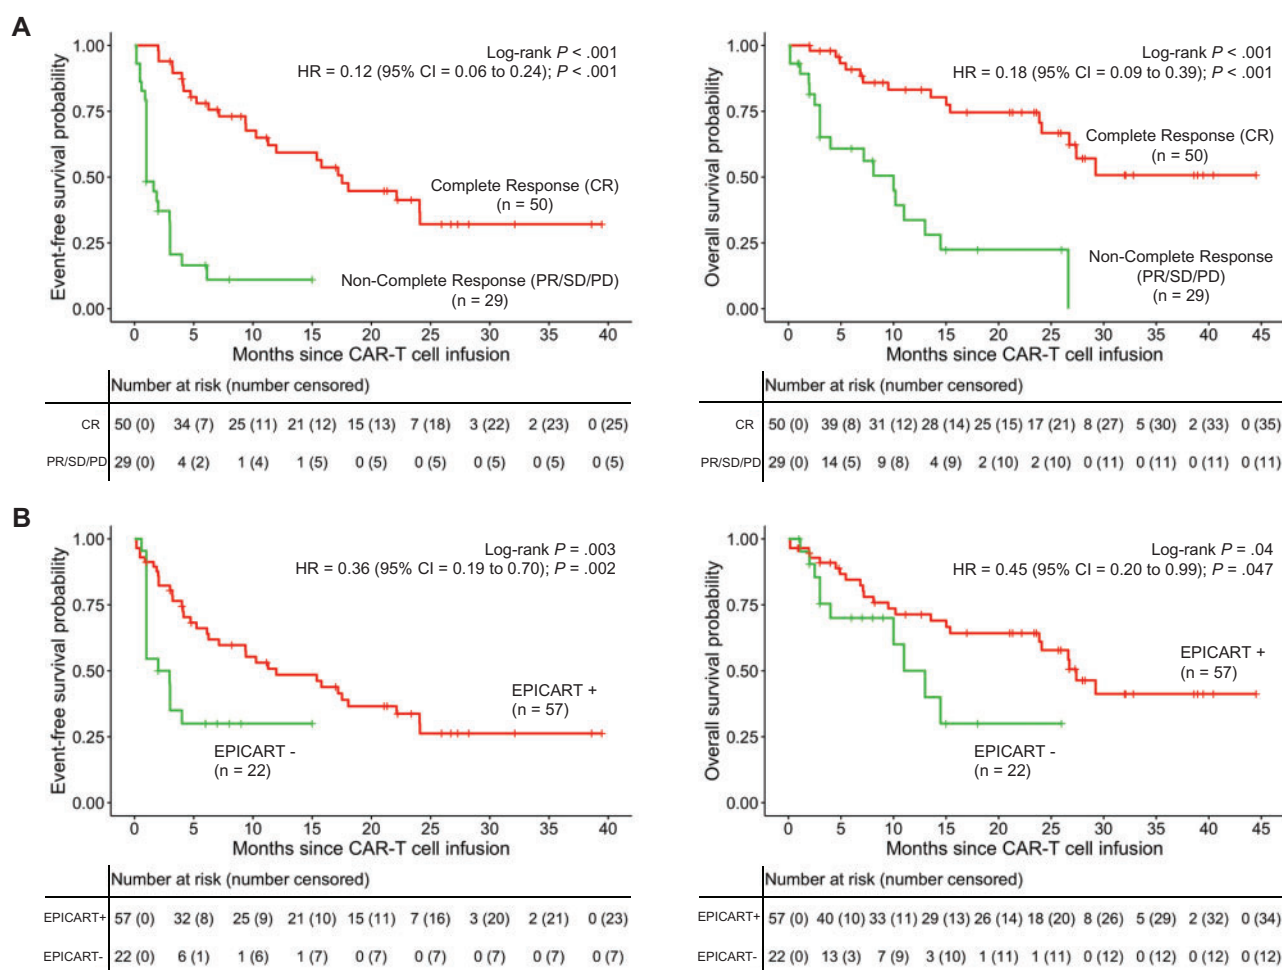 A
Event-free survival probability
1.00
0.75
0.50
0.25
0.00
Log-rank P < .001
HR = 0.12 (95% CI = 0.06 to 0.24); P < .001
Complete Response (CR)
(n = 50)
Non-Complete Response (PR/SD/PD)
(n = 29)
0 5 10 15 20 25 30 35 40
Months since CAR-T cell infusion
Number at risk (number censored)
CR 50 (0) 34 (7) 25 (11) 21 (12) 15 (13) 7 (18) 3 (22) 2 (23) 0 (25)
PR/SD/PD 29 (0) 4 (2) 1 (4) 1 (5) 0 (5) 0 (5) 0 (5) 0 (5) 0 (5)
Overall survival probability
1.00
0.75
0.50
0.25
0.00
Log-rank P < .001
HR = 0.18 (95% CI = 0.09 to 0.39); P < .001
Complete Response (CR)
(n = 50)
Non-Complete Response
(PR/SD/PD)
(n = 29)
0 5 10 15 20 25 30 35 40 45
Months since CAR-T cell infusion
Number at risk (number censored)
CR 50 (0) 39 (8) 31 (12) 28 (14) 25 (15) 17 (21) 8 (27) 5 (30) 2 (33) 0 (35)
PR/SD/PD 29 (0) 14 (5) 9 (8) 4 (9) 2 (10) 2 (10) 0 (11) 0 (11) 0 (11) 0 (11)
B
Event-free survival probability
1.00
0.75
0.50
0.25
0.00
Log-rank P = .003
HR = 0.36 (95% CI = 0.19 to 0.70); P = .002
EPICART +
(n = 57)
EPICART -
(n = 22)
0 5 10 15 20 25 30 35 40
Months since CAR-T cell infusion
Number at risk (number censored)
EPICART+ 57 (0) 32 (8) 25 (9) 21 (10) 15 (11) 7 (16) 3 (20) 2 (21) 0 (23)
EPICART- 22 (0) 6 (1) 1 (6) 1 (7) 0 (7) 0 (7) 0 (7) 0 (7) 0 (7)
Overall survival probability
1.00
0.75
0.50
0.25
0.00
Log-rank P = .04
HR = 0.45 (95% CI = 0.20 to 0.99); P = .047
EPICART +
(n = 57)
EPICART -
(n = 22)
0 5 10 15 20 25 30 35 40 45
Months since CAR-T cell infusion
Number at risk (number censored)
EPICART+ 57 (0) 40 (10) 33 (11) 29 (13) 26 (14) 18 (20) 8 (26) 5 (29) 2 (32) 0 (34)
EPICART- 22 (0) 13 (3) 7 (9) 3 (10) 1 (11) 1 (11) 0 (12) 0 (12) 0 (12) 0 (12)